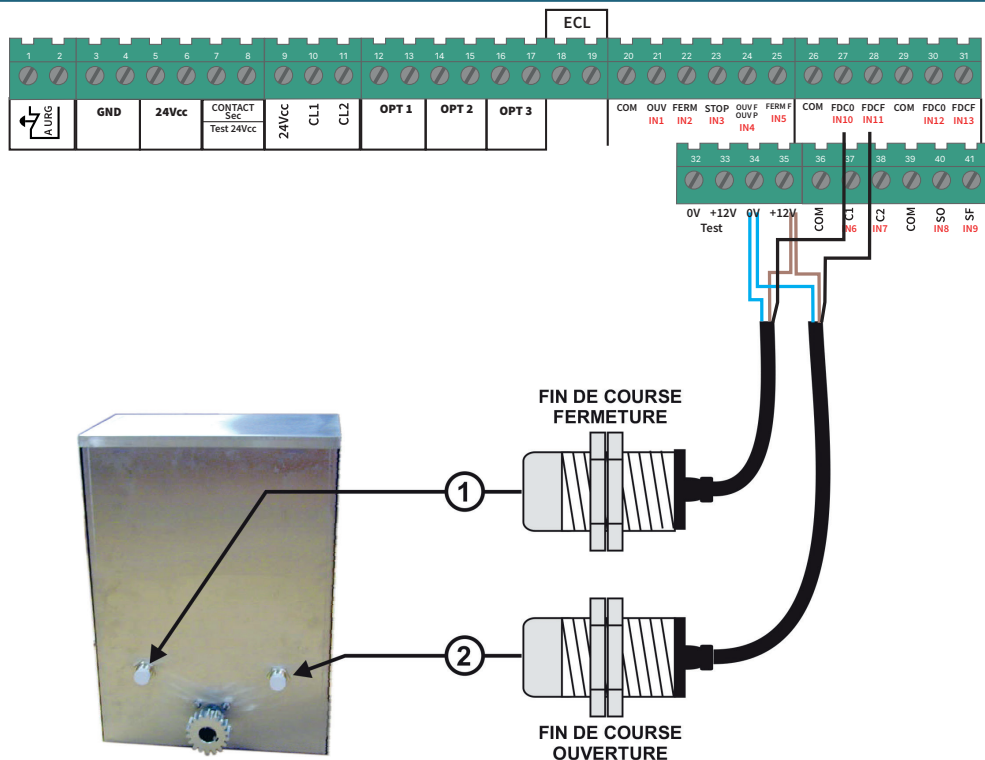 ECL
1 2 3 4 5 6 7 8 9 10 11 12 13 14 15 16 17 18 19 20 21 22 23 24 25 26 27 28 29 30 31
A URG
GND
24Vcc
CONTACT
Sec
Test 24Vcc
24Vcc
CL1
CL2
OPT 1
OPT 2
OPT 3
COM OUV FERM STOP OUV F FERM F COM FDC0 FDCF COM FDC0 FDCF
OUV P
IN1 IN2 IN3 IN4 IN5 IN10 IN11 IN12 IN13
32 33 34 35 36 37 38 39 40 41
0V +12V 0V +12V
Test
COM
C1
IN6
C2
IN7
COM
SO
IN8
SF
IN9
FIN DE COURSE
FERMETURE
1
2
FIN DE COURSE
OUVERTURE